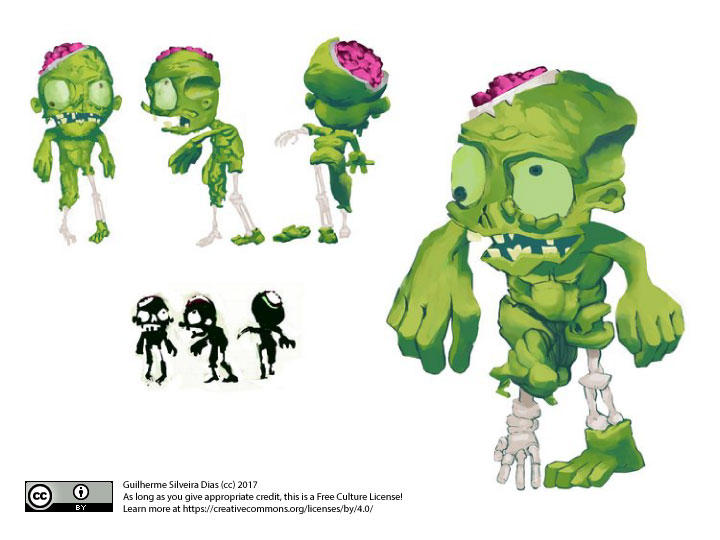 cc
BY
Guilherme Silveira Dias (cc) 2017
As long as you give appropriate credit, this is a Free Culture License!
Learn more at https://creativecommons.org/licenses/by/4.0/